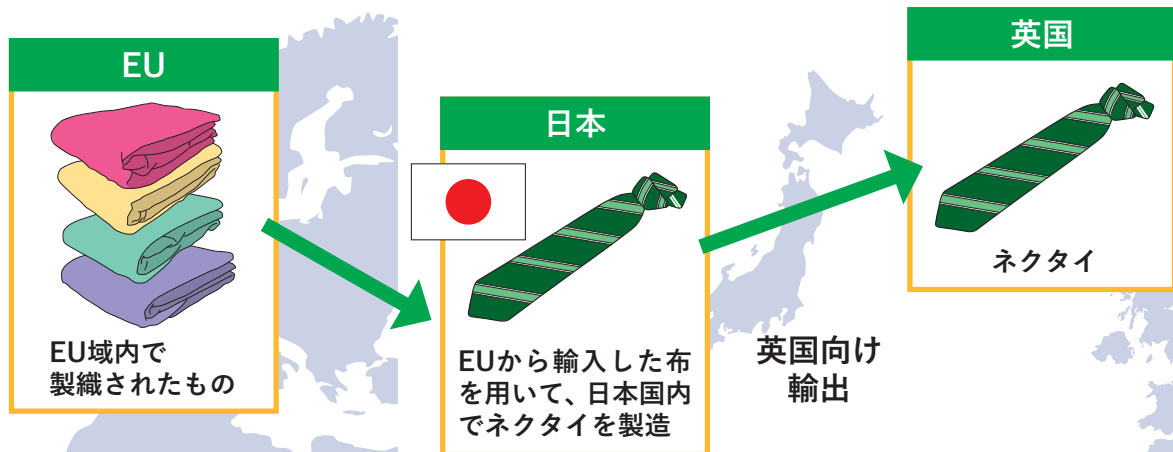 EU
EU域内で
製織されたもの
日本
EUから輸入した布
を用いて、日本国内
でネクタイを製造
英国向け
輸出
英国
ネクタイ